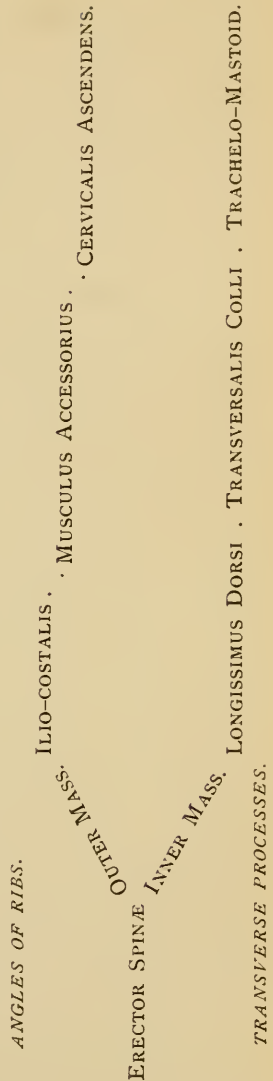 ANGLES OF RIBS.
ILIO-COSTALIS. . MUSCULUS ACCESSORIUS. . CERVICALIS ASCENDENS.
OUTER MASS.
ERECTOR SPINÆ
INNER MASS.
LONGISSIMUS DORSI . TRANSVERSALIS COLLI . TRACHELO-MASTOID.
TRANSVERSE PROCESSES.